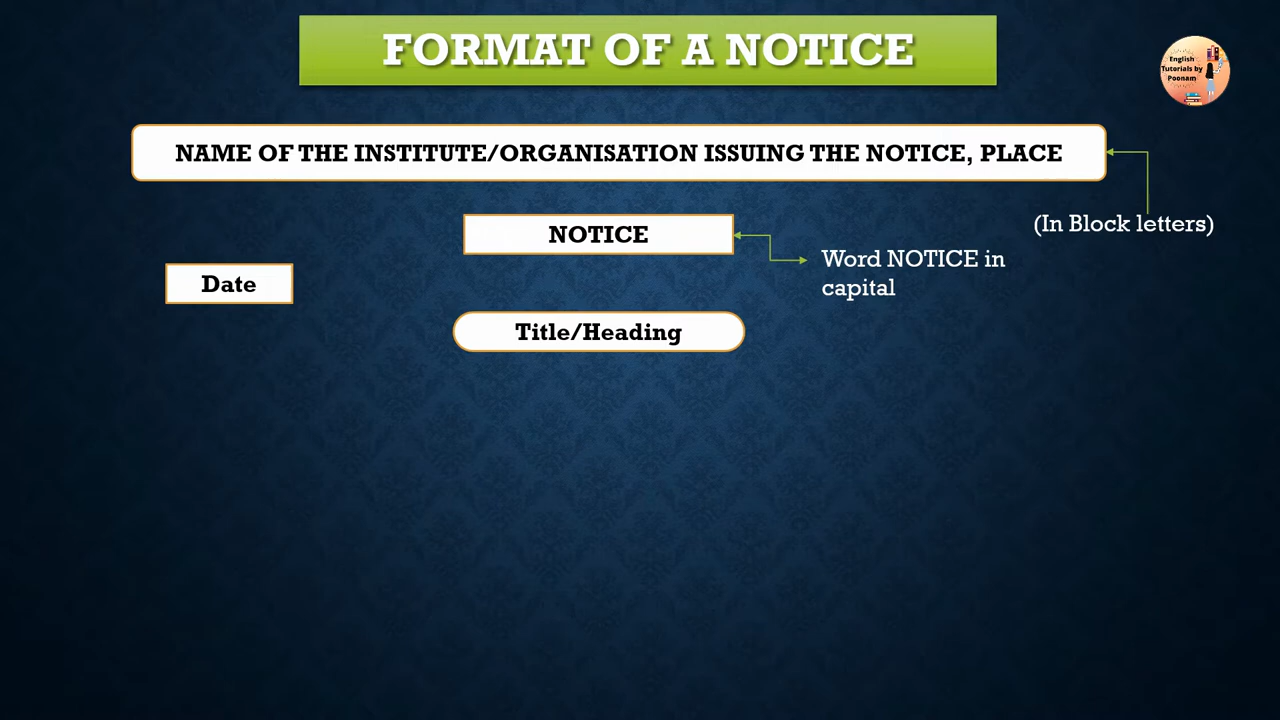 FORMAT OF A NOTICE
English
Tutorials by
Poonam
NAME OF THE INSTITUTE/ORGANISATION ISSUING THE NOTICE, PLACE
(In Block letters)
NOTICE
Word NOTICE in
capital
Date
Title/Heading